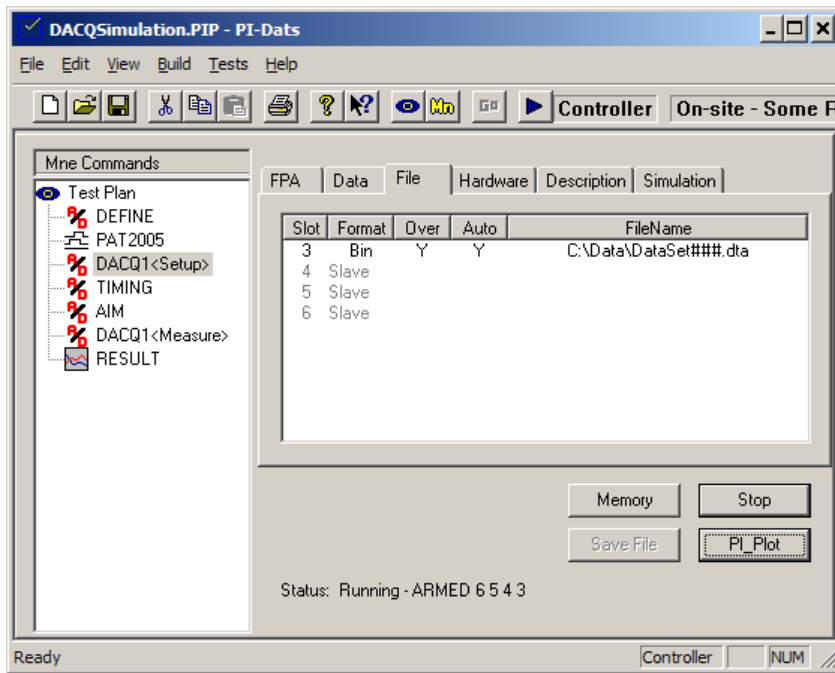 DACQSimulation.PIP - PI-Dats
File Edit View Build Tests Help
Mn Go Controller On-site - Some F
Mne Commands
Test Plan
DEFINE
PAT2005
DACQ1<Setup>
TIMING
AIM
DACQ1<Measure>
RESULT
FPA Data File Hardware Description Simulation
Slot Format Over Auto FileName
3 Bin Y Y C:\Data\DataSet###.dta
4 Slave
5 Slave
6 Slave
Memory Stop
Save File PI_Plot
Status: Running - ARMED 6 5 4 3
Ready Controller NUM